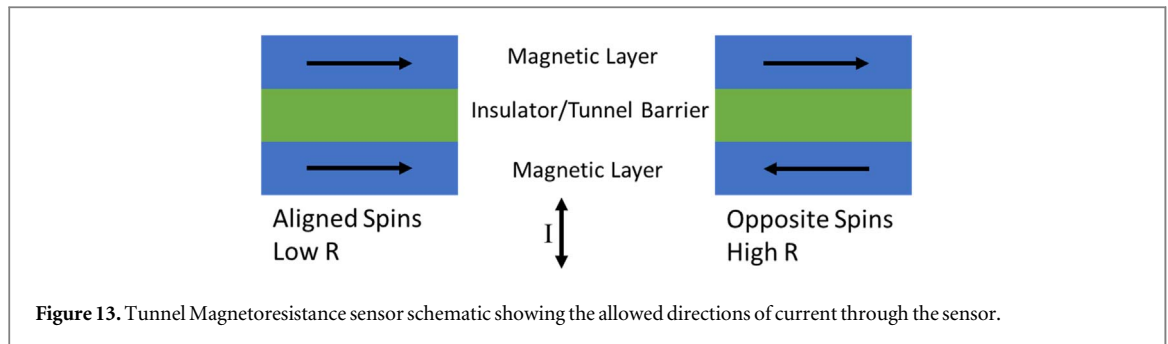 Magnetic Layer
Insulator/Tunnel Barrier
Magnetic Layer
Aligned Spins
Low R
I
Opposite Spins
High R
Figure 13. Tunnel Magnetoresistance sensor schematic showing the allowed directions of current through the sensor.